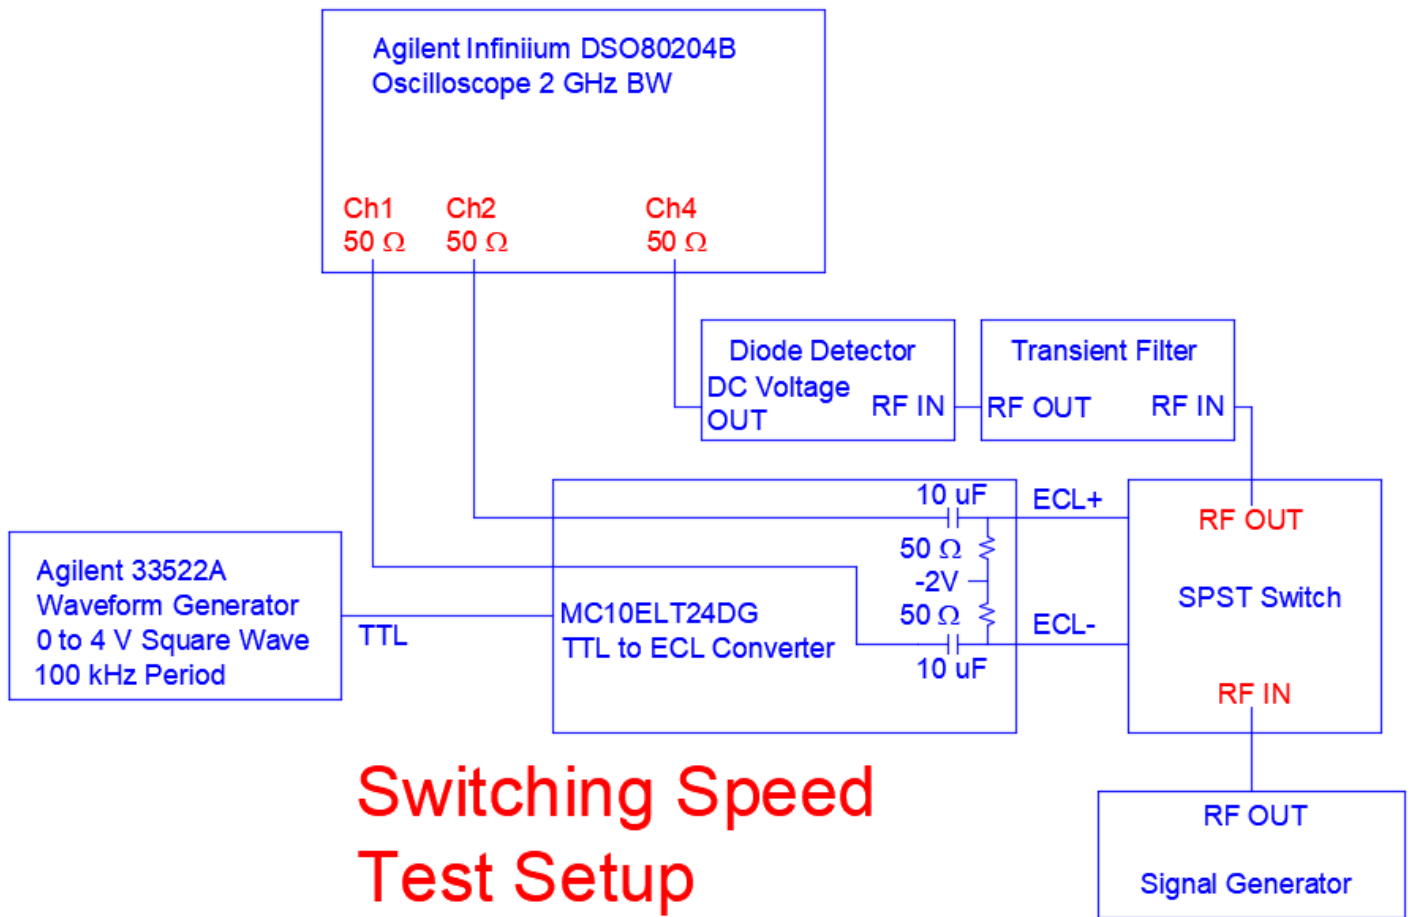 Agilent Infiniium DSO80204B
Oscilloscope 2 GHz BW
Ch1
50 Ω
Ch2
50 Ω
Ch4
50 Ω
Diode Detector
DC Voltage
OUT
RF IN
Transient Filter
RF OUT
RF IN
Agilent 33522A
Waveform Generator
0 to 4 V Square Wave
100 kHz Period
TTL
MC10ELT24DG
TTL to ECL Converter
10 uF
50 Ω
-2V
50 Ω
10 uF
ECL+
ECL-
RF OUT
SPST Switch
RF IN
RF OUT
Signal Generator
Switching Speed
Test Setup